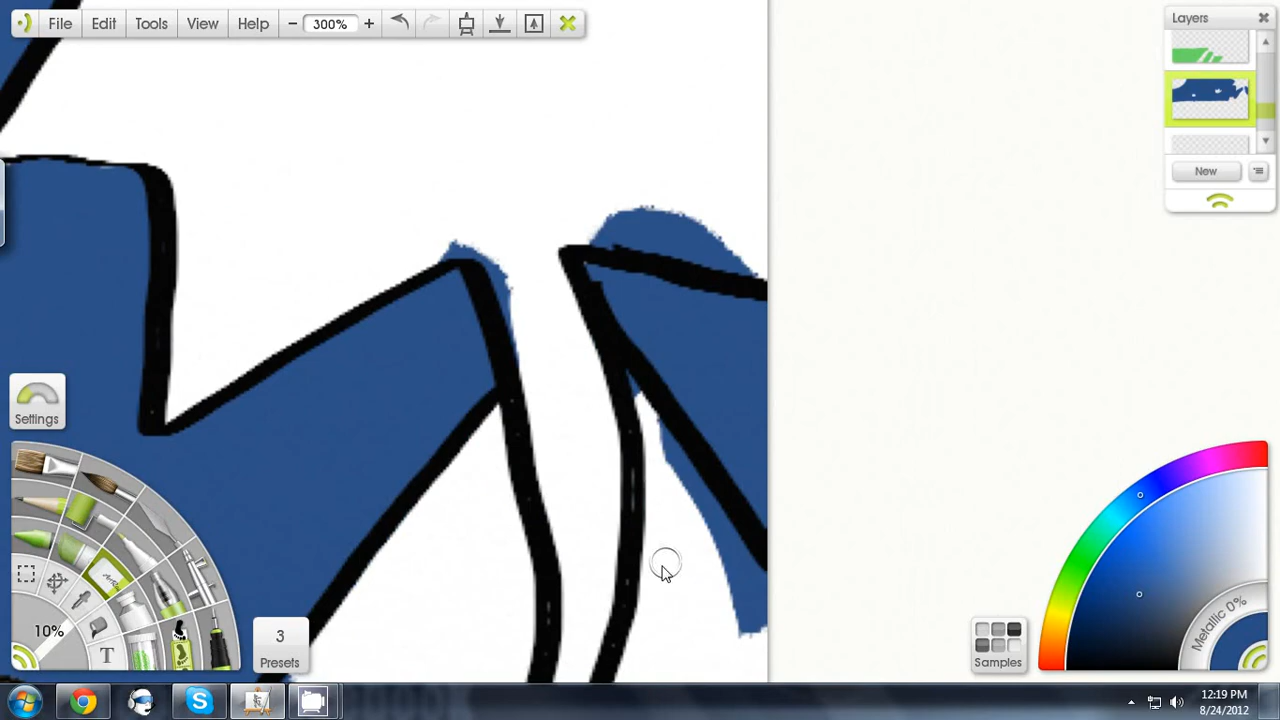 File Edit Tools View Help − 300% +
Layers
New
Settings
10%
T
3
Presets
Metallic 0%
Samples
12:19 PM
8/24/2012